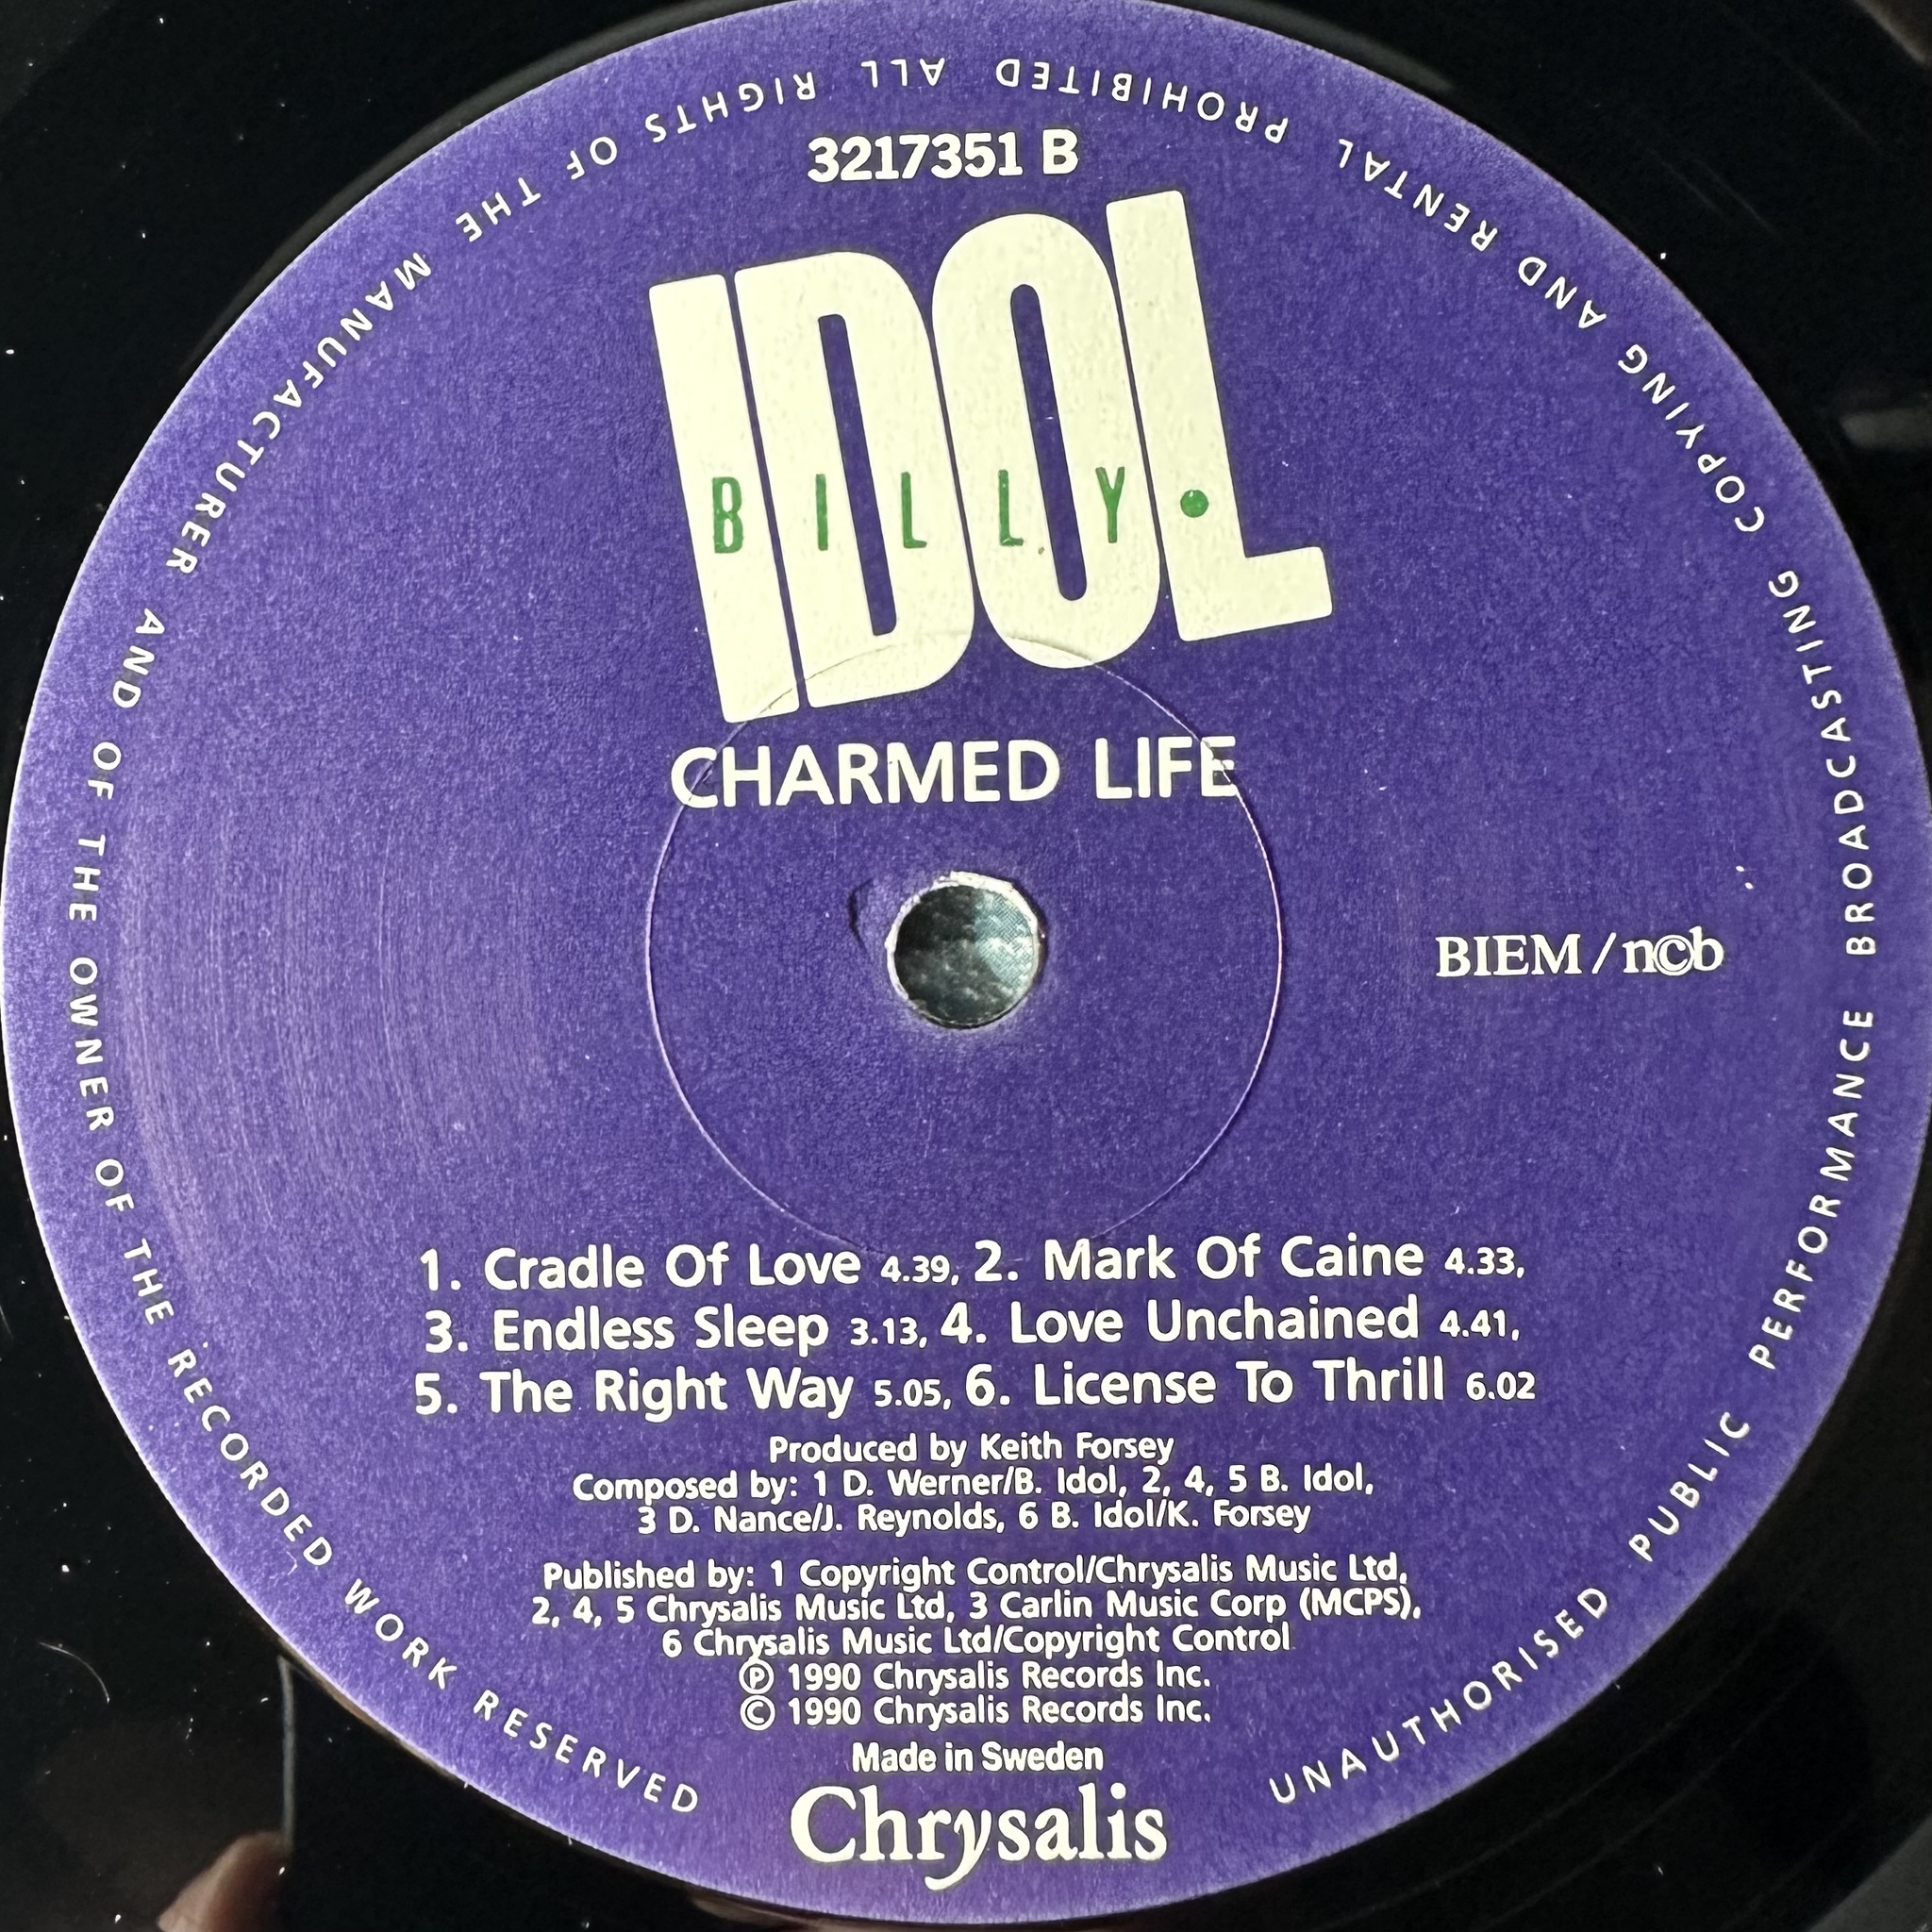 3217351 B
IDOL
BILLY•
CHARMED LIFE
BIEM/n©b
1. Cradle Of Love 4.39, 2. Mark Of Caine 4.33,
3. Endless Sleep 3.13, 4. Love Unchained 4.41,
5. The Right Way 5.05, 6. License To Thrill 6.02
Produced by Keith Forsey
Composed by: 1 D. Werner/B. Idol, 2, 4, 5 B. Idol,
3 D. Nance/J. Reynolds, 6 B. Idol/K. Forsey
Published by: 1 Copyright Control/Chrysalis Music Ltd,
2, 4, 5 Chrysalis Music Ltd, 3 Carlin Music Corp (MCPS),
6 Chrysalis Music Ltd/Copyright Control
℗ 1990 Chrysalis Records Inc.
© 1990 Chrysalis Records Inc.
Made in Sweden
Chrysalis
UNAUTHORISED PUBLIC PERFORMANCE BROADCASTING COPYING AND RENTAL PROHIBITED ALL RIGHTS OF THE MANUFACTURER AND OF THE OWNER OF THE RECORDED WORK RESERVED